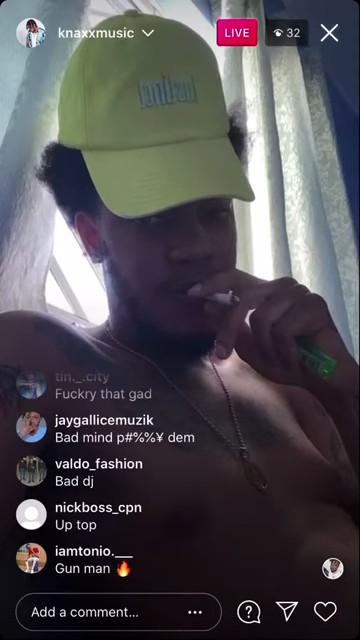 knaxxmusic
LIVE
32
tin._.city
Fuckry that gad
jaygallicemuzik
Bad mind p#%%¥ dem
valdo_fashion
Bad dj
nickboss_cpn
Up top
iamtonio.___
Gun man 🔥
Add a comment...